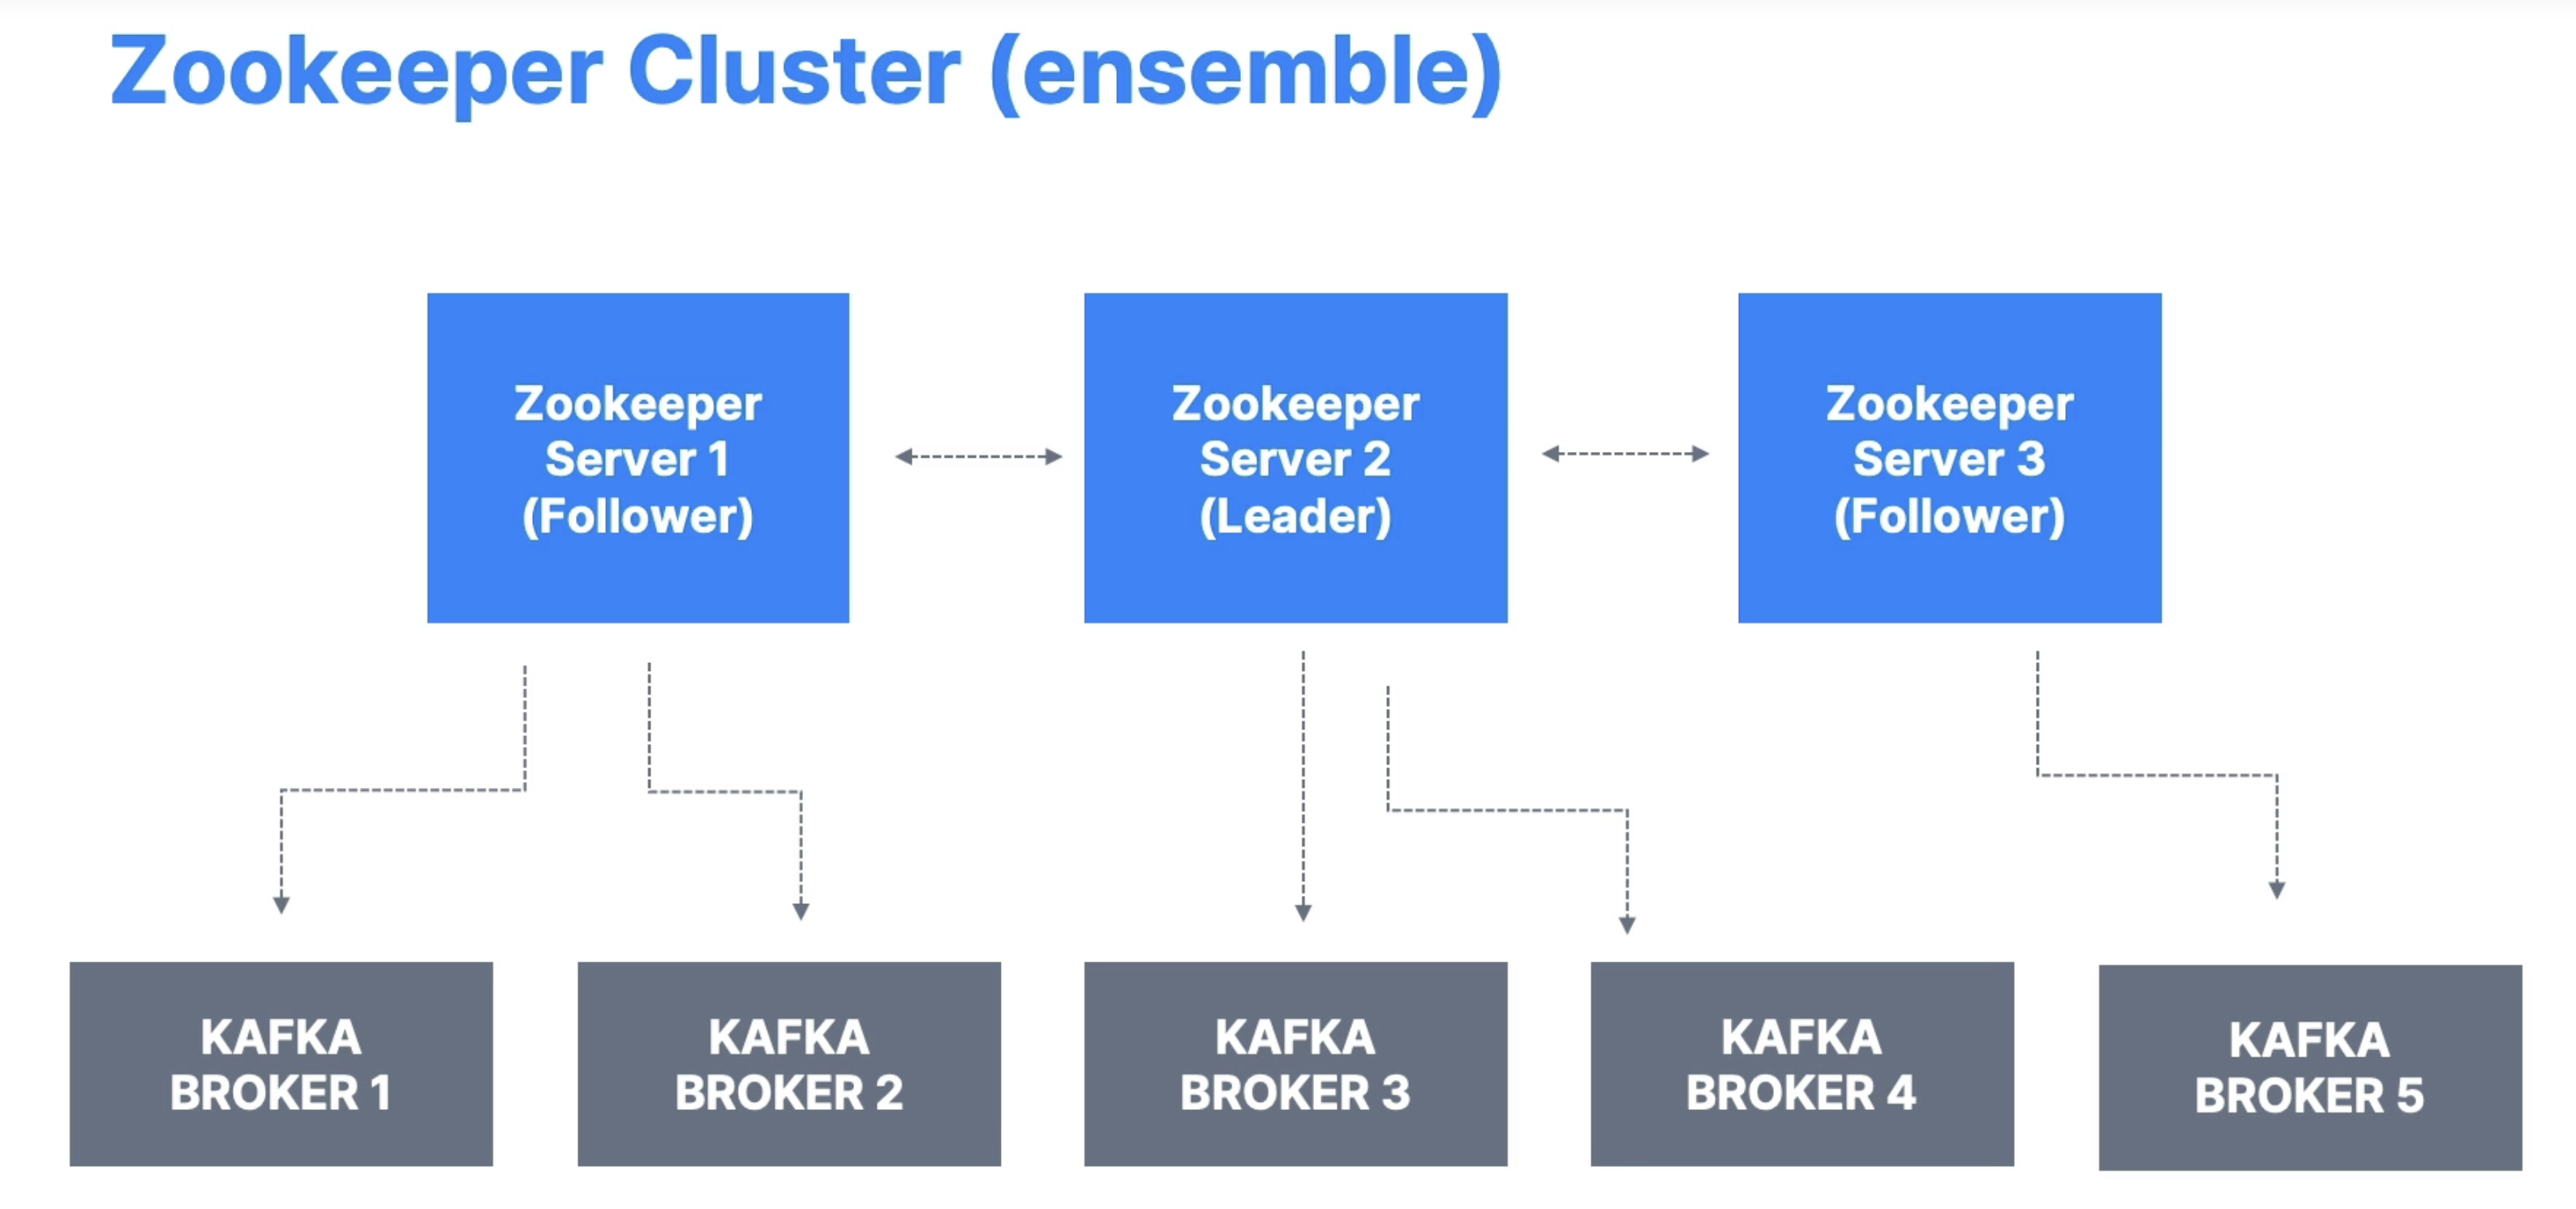 Zookeeper Cluster (ensemble)
Zookeeper
Server 1
(Follower)
Zookeeper
Server 2
(Leader)
Zookeeper
Server 3
(Follower)
KAFKA
BROKER 1
KAFKA
BROKER 2
KAFKA
BROKER 3
KAFKA
BROKER 4
KAFKA
BROKER 5